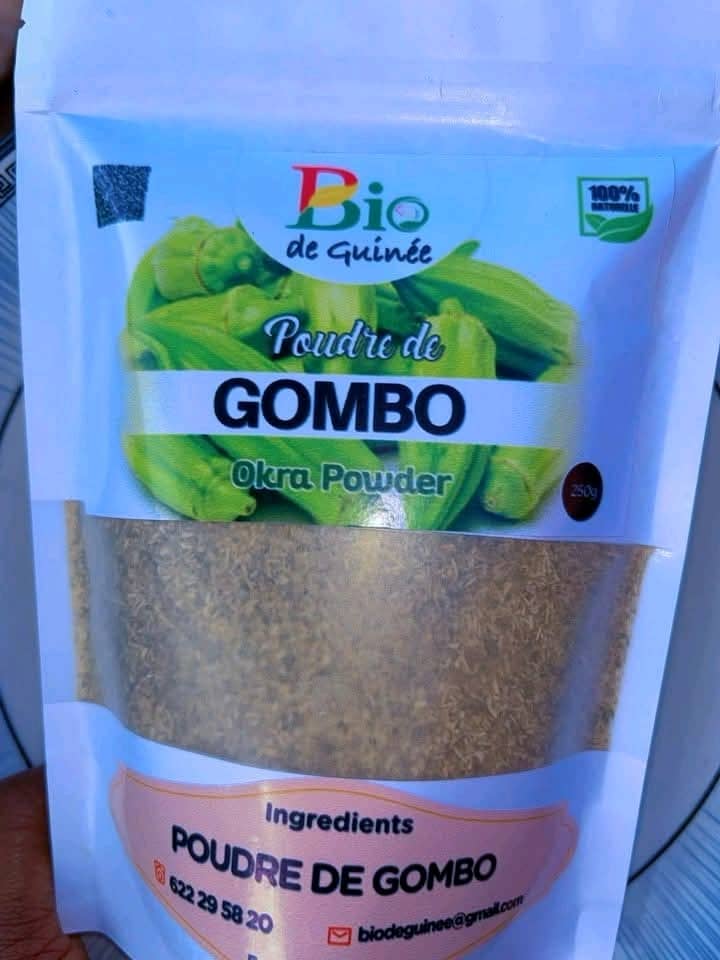 Bio
de Guinée
100%
NATURELLE
Poudre de
GOMBO
Okra Powder
250g
Ingredients
POUDRE DE GOMBO
622 29 58 20
biodeguinee@gmail.com